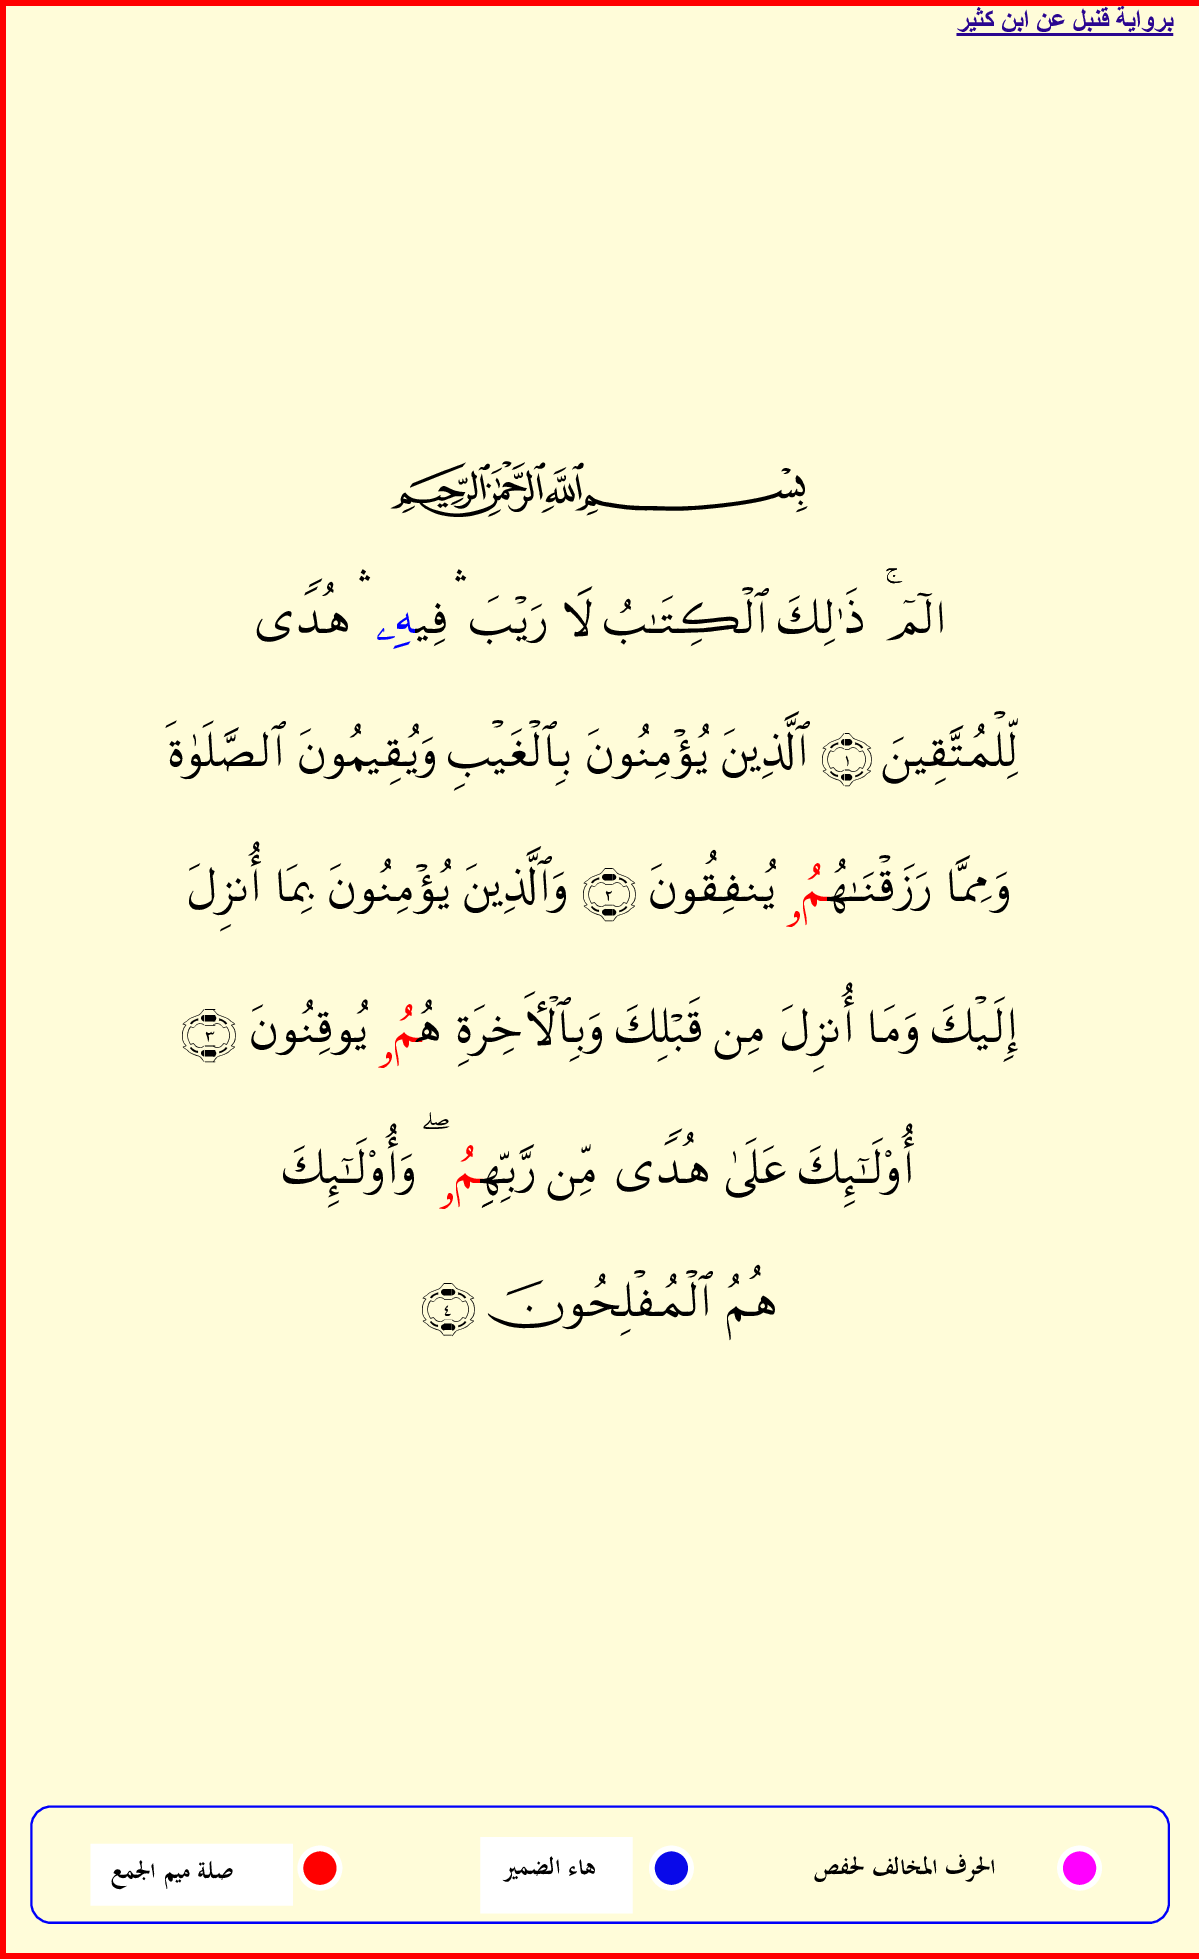 برواية قنبل عن ابن كثير
بِسْمِ ٱللَّهِ ٱلرَّحْمَٰنِ ٱلرَّحِيمِ
الٓمٓ ۚ ذَٰلِكَ ٱلْكِتَـٰبُ لَا رَيْبَ ۛ فِيهِۦ ۛ هُدًى
لِّلْمُتَّقِينَ ١ ٱلَّذِينَ يُؤْمِنُونَ بِٱلْغَيْبِ وَيُقِيمُونَ ٱلصَّلَوٰةَ
وَمِمَّا رَزَقْنَـٰهُمُۥ يُنفِقُونَ ٢ وَٱلَّذِينَ يُؤْمِنُونَ بِمَا أُنزِلَ
إِلَيْكَ وَمَا أُنزِلَ مِن قَبْلِكَ وَبِٱلْأَخِرَةِ هُمُۥ يُوقِنُونَ ٣
أُوْلَـٰٓئِكَ عَلَىٰ هُدًى مِّن رَّبِّهِمُۥ ۖ وَأُوْلَـٰٓئِكَ
هُمُ ٱلْمُفْلِحُونَ ٤
الحرف المخالف لحفص هاء الضمير صلة ميم الجمع